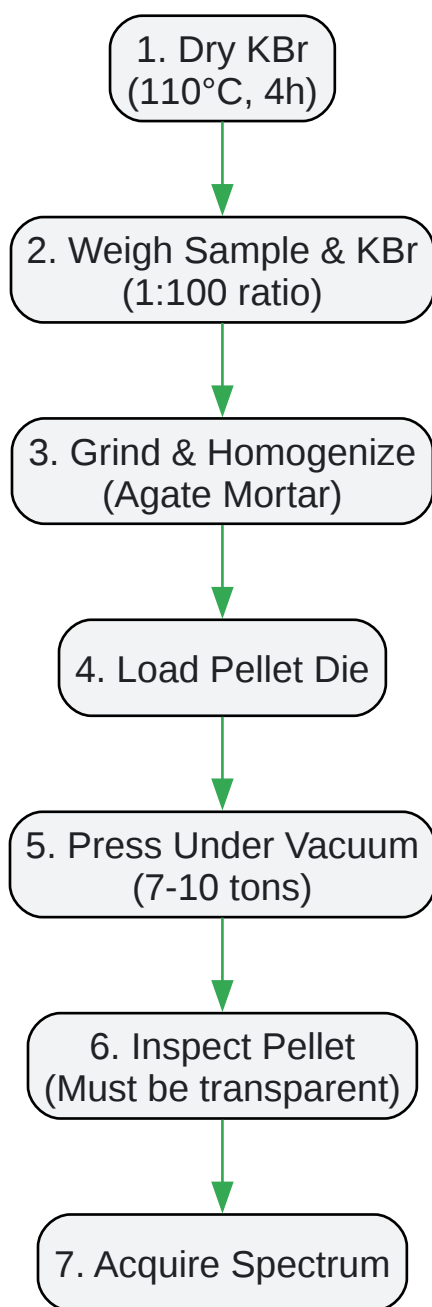 1. Dry KBr
(110°C, 4h)
2. Weigh Sample & KBr
(1:100 ratio)
3. Grind & Homogenize
(Agate Mortar)
4. Load Pellet Die
5. Press Under Vacuum
(7-10 tons)
6. Inspect Pellet
(Must be transparent)
7. Acquire Spectrum